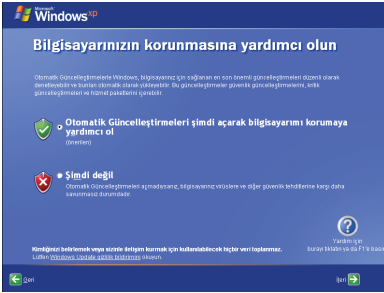 Microsoft
Windows xp
Bilgisayarınızın korunmasına yardımcı olun
Otomatik Güncelleştirmelerle Windows, bilgisayarınız için sağlanan en son önemli güncelleştirmeleri düzenli olarak
denetleyebilir ve bunları otomatik olarak yükleyebilir. Bu güncelleştirmeler güvenlik güncelleştirmelerini, kritik
güncelleştirmeleri ve hizmet paketlerini içerebilir.
Otomatik Güncelleştirmeleri şimdi açarak bilgisayarımı korumaya
yardımcı ol
(önerilen)
Şimdi değil
Otomatik Güncelleştirmeleri açmadıysanız, bilgisayarınız virüslere ve diğer güvenlik tehditlerine karşı daha
savunmasız durumdadır.
Yardım için
burayı tıklatın ya da F1'e basın
Kimliğinizi belirlemek veya sizinle iletişim kurmak için kullanılabilecek hiçbir veri toplanmaz.
Lütfen Windows Update gizlilik bildirimini okuyun.
Geri
İleri